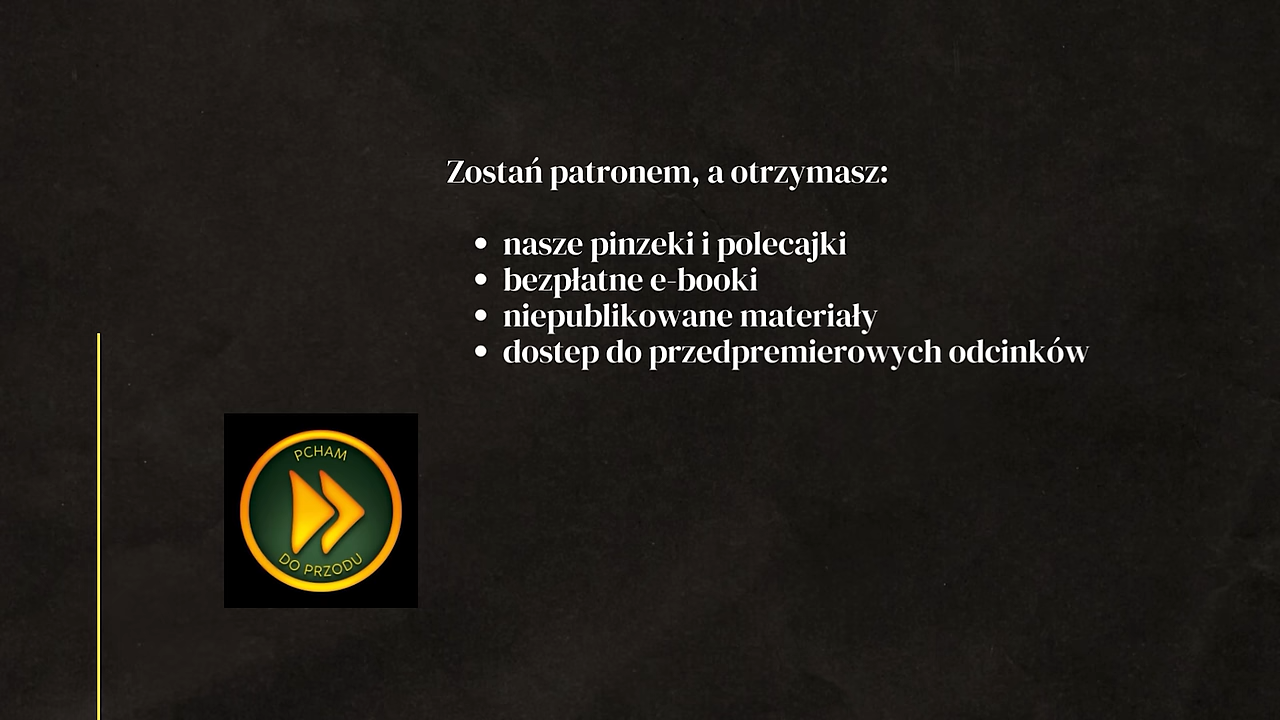 Zostań patronem, a otrzymasz:
• nasze pinzeki i polecajki
• bezpłatne e-booki
• niepublikowane materiały
• dostep do przedpremierowych odcinków
PCHAM
DO PRZODU